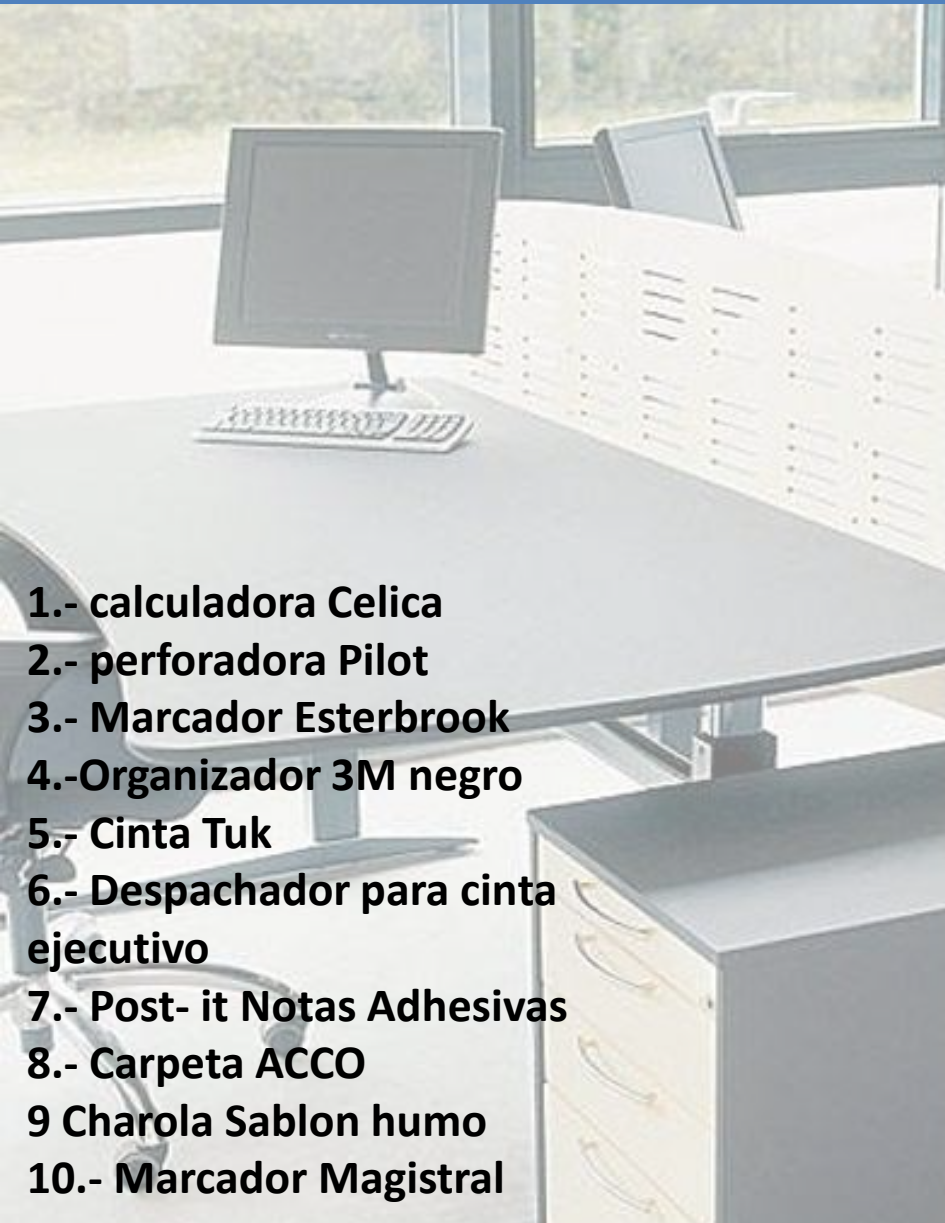 1.- calculadora Celica
2.- perforadora Pilot
3.- Marcador Esterbrook
4.-Organizador 3M negro
5.- Cinta Tuk
6.- Despachador para cinta
ejecutivo
7.- Post- it Notas Adhesivas
8.- Carpeta ACCO
9 Charola Sablon humo
10.- Marcador Magistral